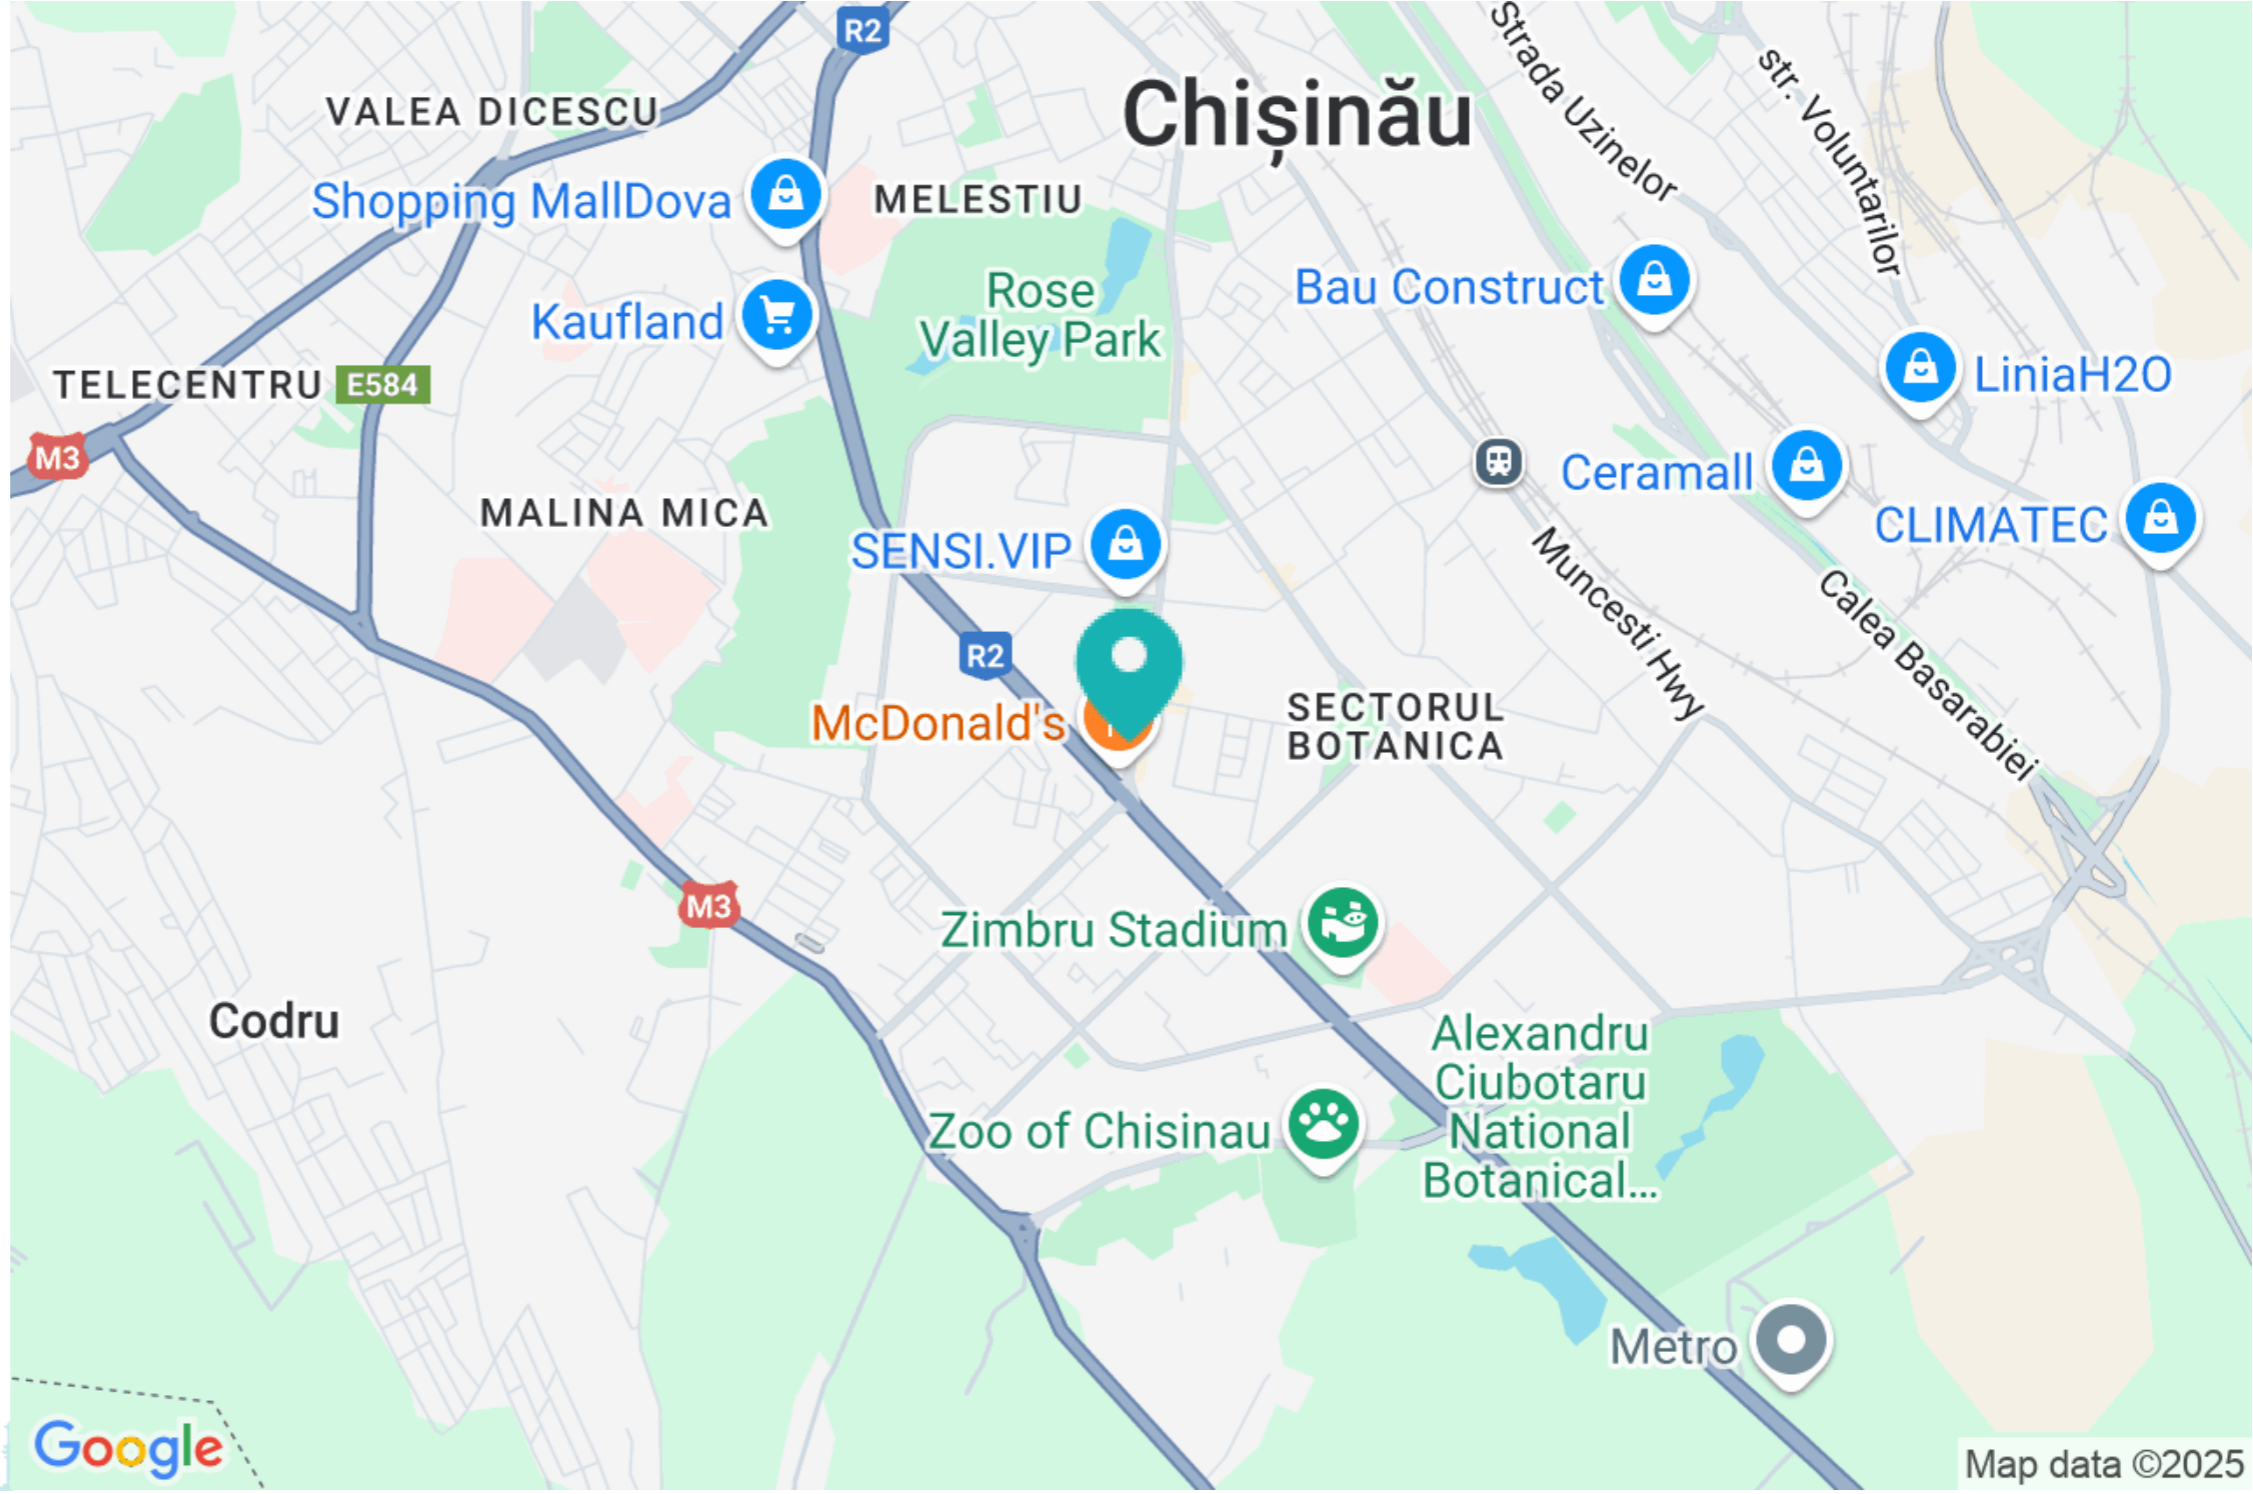 R2
Strada Uzinelor
str. Voluntarilor
Chișinău
VALEA DICESCU
Shopping MallDova
MELESTIU
Rose
Valley Park
Bau Construct
Kaufland
LiniaH2O
TELECENTRU E584
M3
Ceramall
MALINA MICA
CLIMATEC
SENSI.VIP
Muncesti Hwy
Calea Basarabiei
R2
McDonald's
SECTORUL
BOTANICA
M3
Zimbru Stadium
Codru
Alexandru
Ciubotaru
National
Botanical...
Zoo of Chisinau
Metro
Google
Map data ©2025